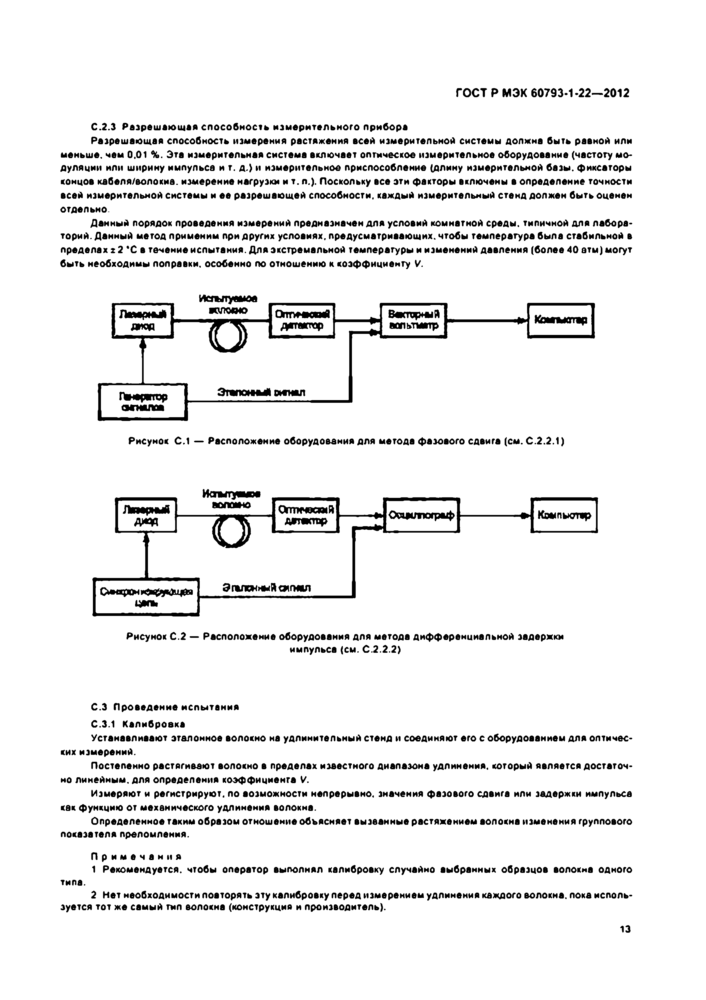 ГОСТ Р МЭК 60793-1-22—2012
С.2.3 Разрешающая способность измерительного прибора
Разрешающая способность измерения растяжения всей измерительной системы должна быть равной или
меньше, чем 0,01 %. Эта измерительная система включает оптическое измерительное оборудование (частоту мо-
дуляции или ширину импульса и т. д.) и измерительное приспособление (длину измерительной базы, фиксаторы
концов кабеля/волокна, измерение нагрузки и т. п.). Поскольку все эти факторы включены в определение точности
всей измерительной системы и ее разрешающей способности, каждый измерительный стенд должен быть оценен
отдельно.
Данный порядок проведения измерений предназначен для условий комнатной среды, типичной для лабора-
торий. Данный метод применим при других условиях, предусматривающих, чтобы температура была стабильной в
пределах ± 2 °С в течение испытания. Для экстремальной температуры и изменений давления (более 40 атм) могут
быть необходимы поправки, особенно по отношению к коэффициенту V.
Испытуемое
волокно
Лазерный
диод
Оптический
детектор
Векторный
вольтметр
Компьютер
Генератор
сигналов
Эталонный сигнал
Рисунок С.1 — Расположение оборудования для метода фазового сдвига (см. С.2.2.1)
Испытуемое
волокно
Лазерный
диод
Оптический
детектор
Осциллограф
Компьютер
Синхронизирующая
цепь
Эталонный сигнал
Рисунок С.2 — Расположение оборудования для метода дифференциальной задержки
импульса (см. С.2.2.2)
С.3 Проведение испытания
С.3.1 Калибровка
Устанавливают эталонное волокно на удлинительный стенд и соединяют его с оборудованием для оптичес-
ких измерений.
Постепенно растягивают волокно в пределах известного диапазона удлинения, который является достаточ-
но линейным, для определения коэффициента V.
Измеряют и регистрируют, по возможности непрерывно, значения фазового сдвига или задержки импульса
как функцию от механического удлинения волокна.
Определенное таким образом отношение объясняет вызванные растяжением волокна изменения группового
показателя преломления.
Примечания
1 Рекомендуется, чтобы оператор выполнял калибровку случайно выбранных образцов волокна одного
типа.
2 Нет необходимости повторять эту калибровку перед измерением удлинения каждого волокна, пока исполь-
зуется тот же самый тип волокна (конструкция и производитель).
13